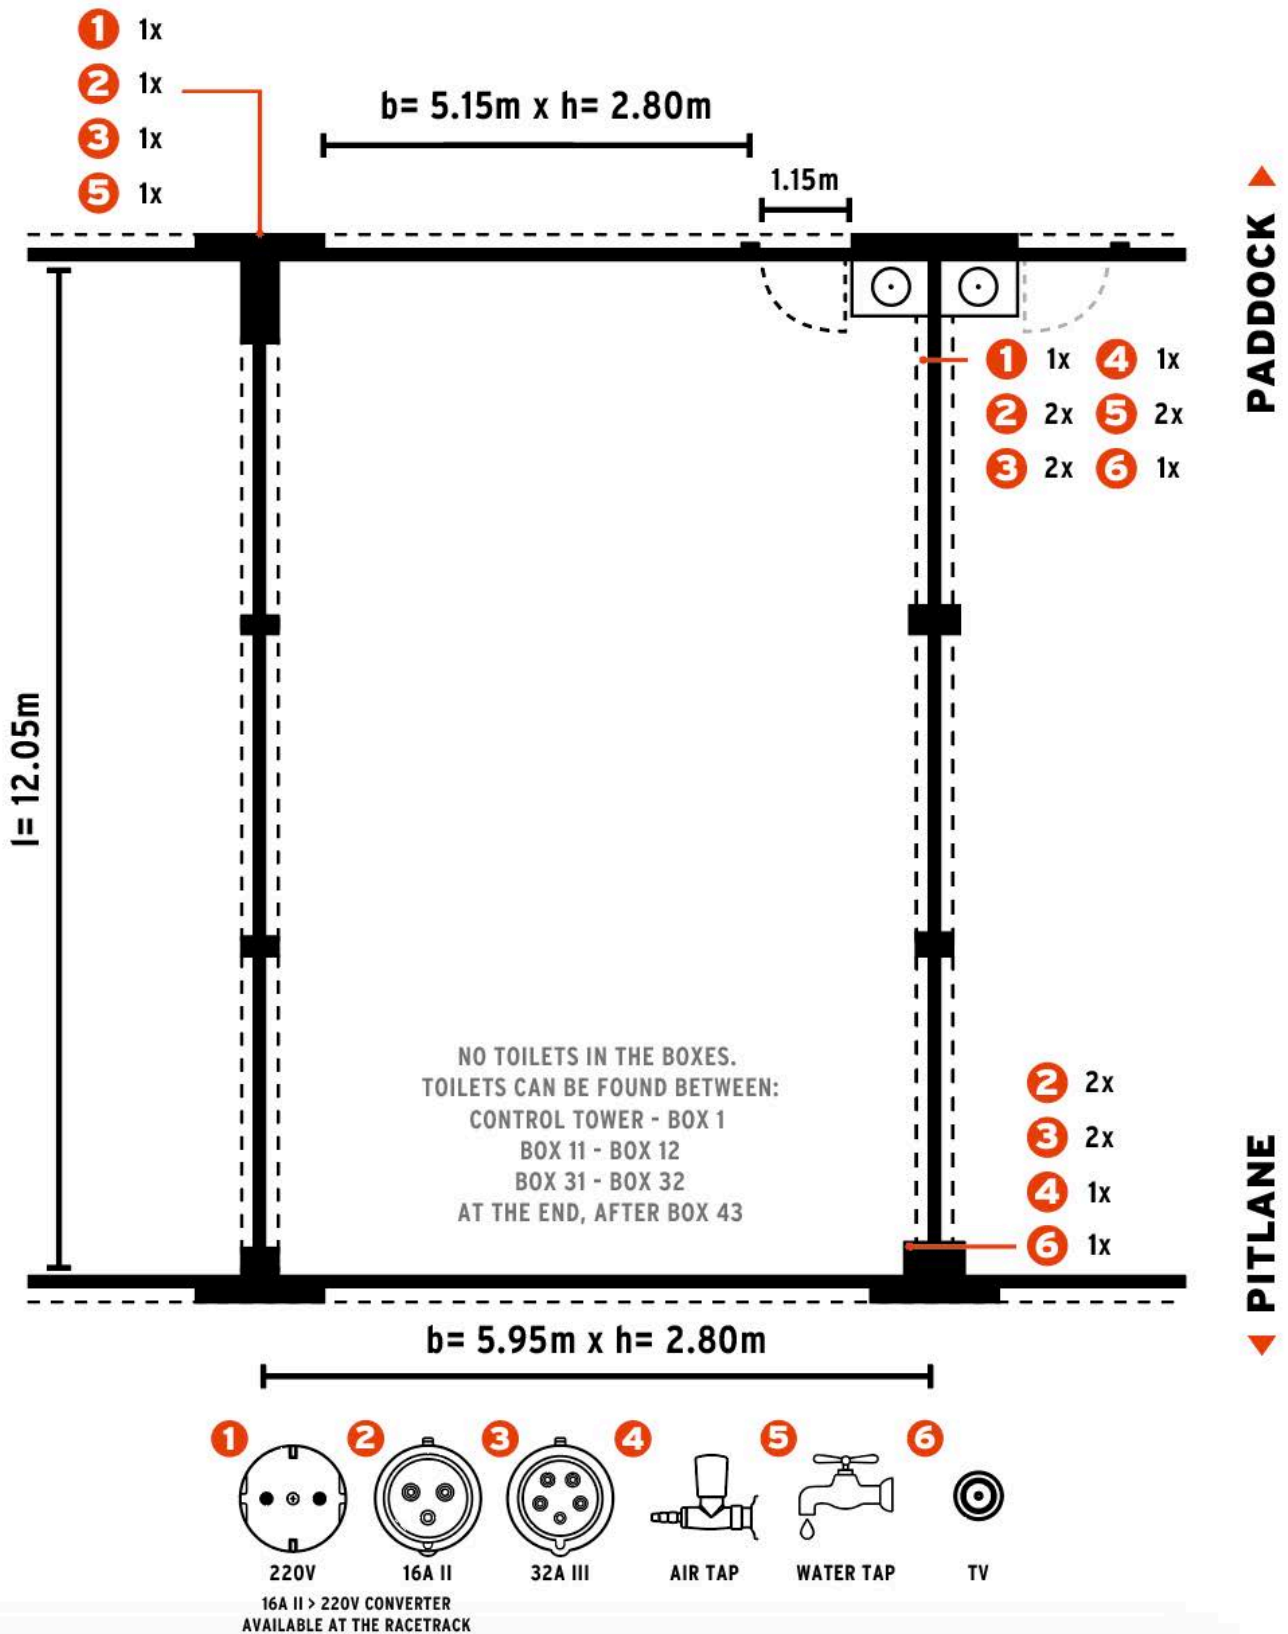 1 1x
2 1x
3 1x
5 1x
b= 5.15m x h= 2.80m
1.15m
PADDOCK
1 1x 4 1x
2 2x 5 2x
3 2x 6 1x
l= 12.05m
NO TOILETS IN THE BOXES.
TOILETS CAN BE FOUND BETWEEN:
CONTROL TOWER - BOX 1
BOX 11 - BOX 12
BOX 31 - BOX 32
AT THE END, AFTER BOX 43
2 2x
3 2x
4 1x
6 1x
PITLANE
b= 5.95m x h= 2.80m
1 2 3 4 5 6
220V 16A II 32A III AIR TAP WATER TAP TV
16A II > 220V CONVERTER
AVAILABLE AT THE RACETRACK